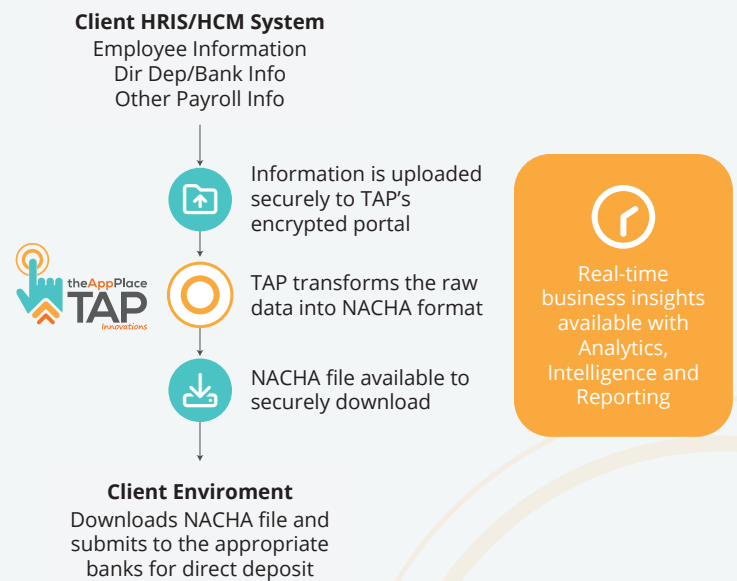 Client HRIS/HCM System
Employee Information
Dir Dep/Bank Info
Other Payroll Info
Information is uploaded
securely to TAP's
encrypted portal
theAppPlace
TAP
Innovations
TAP transforms the raw
data into NACHA format
NACHA file available to
securely download
Client Enviroment
Downloads NACHA file and
submits to the appropriate
banks for direct deposit
Real-time
business insights
available with
Analytics,
Intelligence and
Reporting